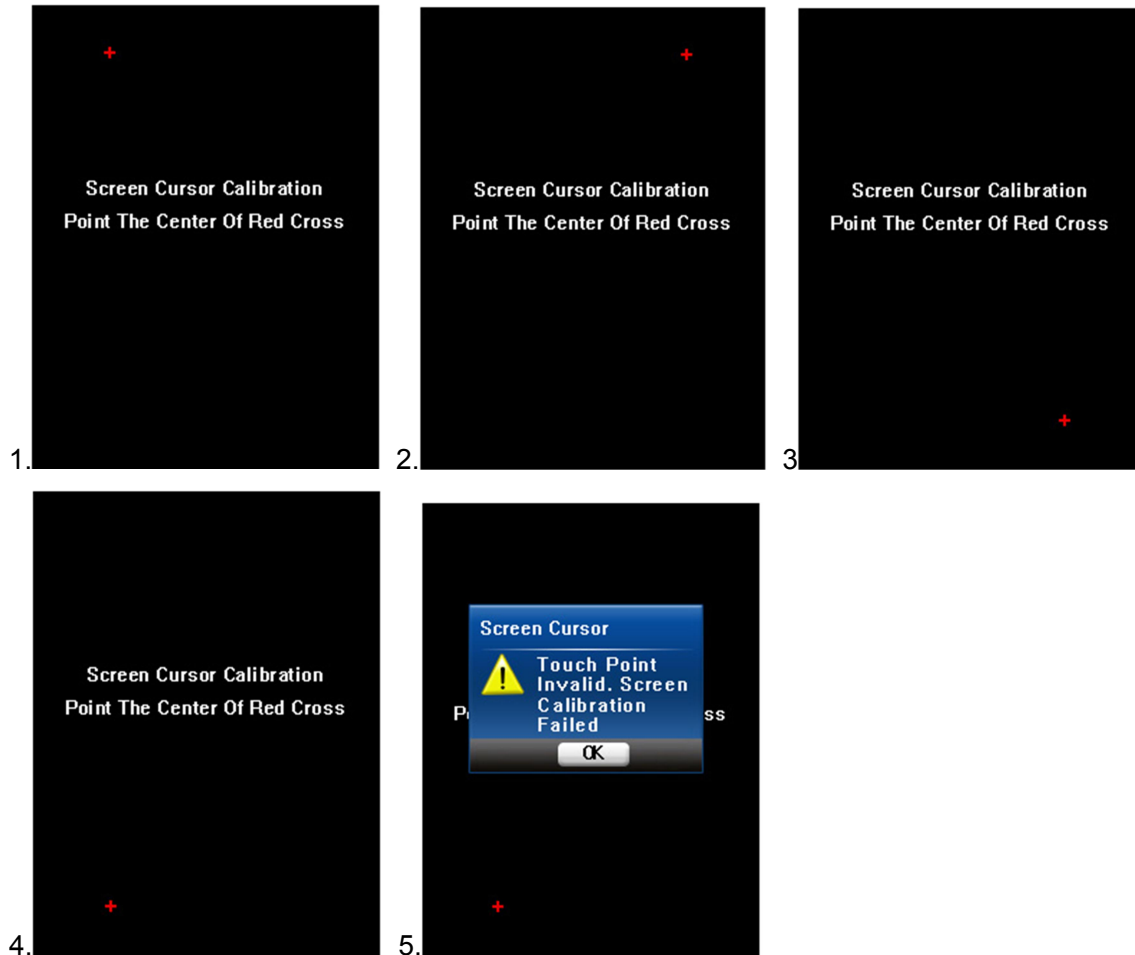 Screen Cursor Calibration
Point The Center Of Red Cross
1.
Screen Cursor Calibration
Point The Center Of Red Cross
2.
Screen Cursor Calibration
Point The Center Of Red Cross
3
Screen Cursor Calibration
Point The Center Of Red Cross
4.
Screen Cursor
Touch Point
Invalid. Screen
Calibration
Failed
OK
5.